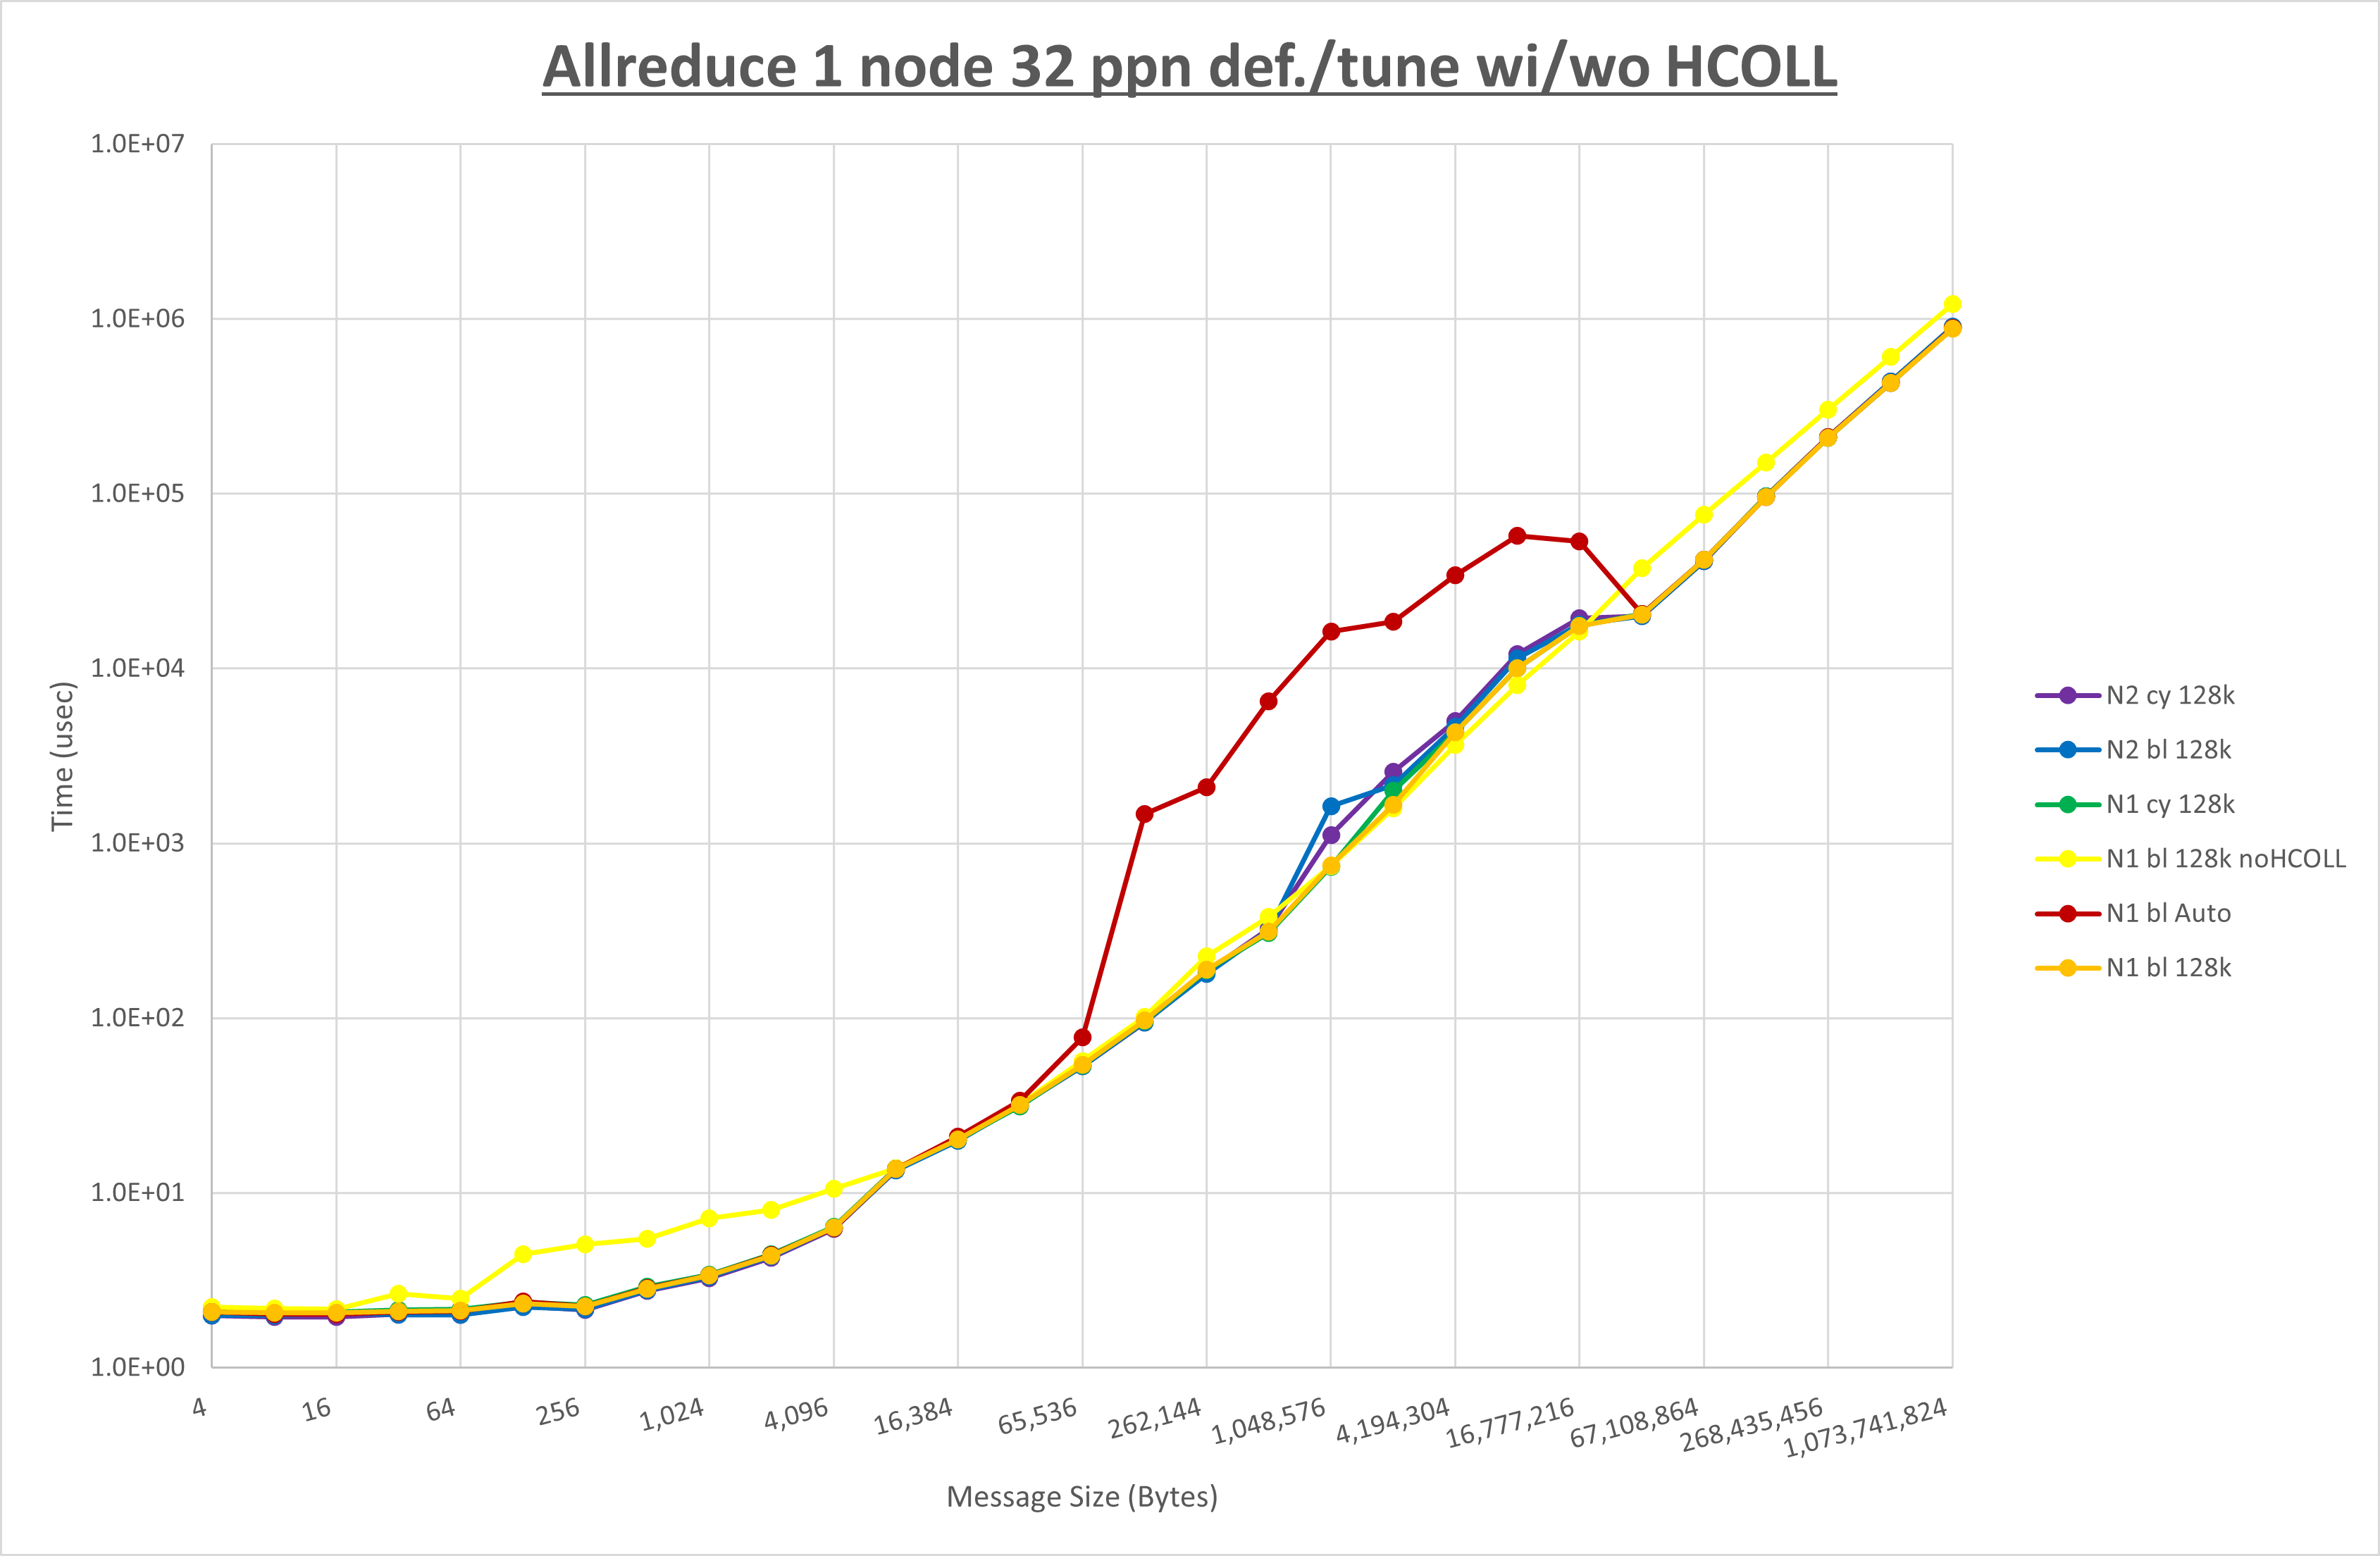 Allreduce 1 node 32 ppn def./tune wi/wo HCOLL
1.0E+07
1.0E+06
1.0E+05
1.0E+04
1.0E+03
1.0E+02
1.0E+01
1.0E+00
Time (usec)
4
16
64
256
1,024
4,096
16,384
65,536
262,144
1,048,576
4,194,304
16,777,216
67,108,864
268,435,456
1,073,741,824
Message Size (Bytes)
N2 cy 128k
N2 bl 128k
N1 cy 128k
N1 bl 128k noHCOLL
N1 bl Auto
N1 bl 128k